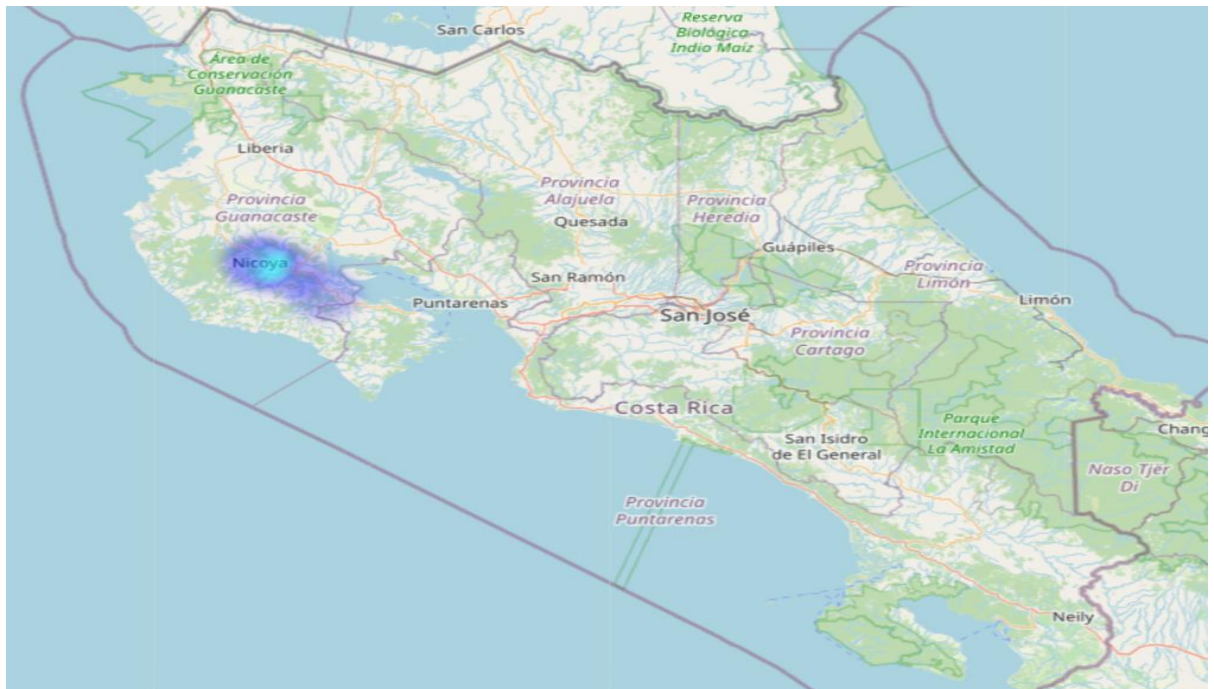 San Carlos
Reserva
Biológica
Indio Maíz
Área de
Conservación
Guanacaste
Liberia
Provincia
Guanacaste
Provincia
Alajuela
Quesada
Provincia
Heredia
Guápiles
Nicoya
Provincia
Limón
San Ramón
Puntarenas
Limón
San José
Provincia
Cartago
Costa Rica
Parque
Internacional
La Amistad
Chang
San Isidro
de El General
Naso Tjër
Di
Provincia
Puntarenas
Neily